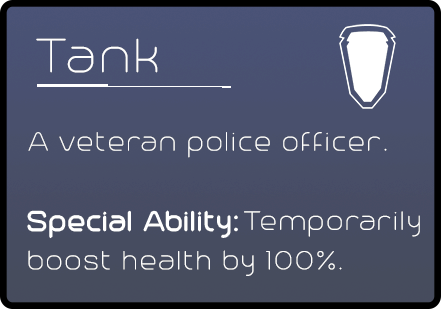 Tank
A veteran police officer.
Special Ability: Temporarily
boost health by 100%.